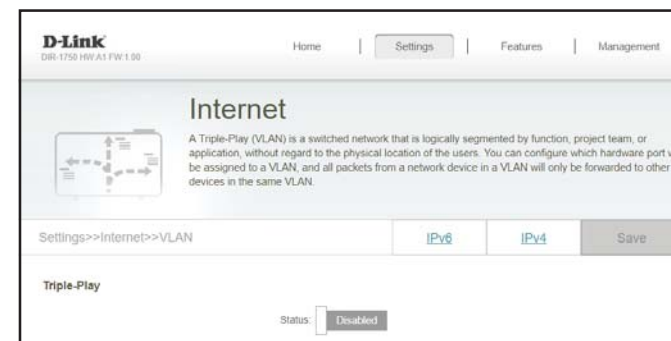 D-Link
DIR-1750 HW:A1 FW:1.00
Home | Settings | Features | Management
Internet
A Triple-Play (VLAN) is a switched network that is logically segmented by function, project team, or
application, without regard to the physical location of the users. You can configure which hardware port
be assigned to a VLAN, and all packets from a network device in a VLAN will only be forwarded to other
devices in the same VLAN.
Settings>>Internet>>VLAN
IPv6
IPv4
Save
Triple-Play
Status: Disabled